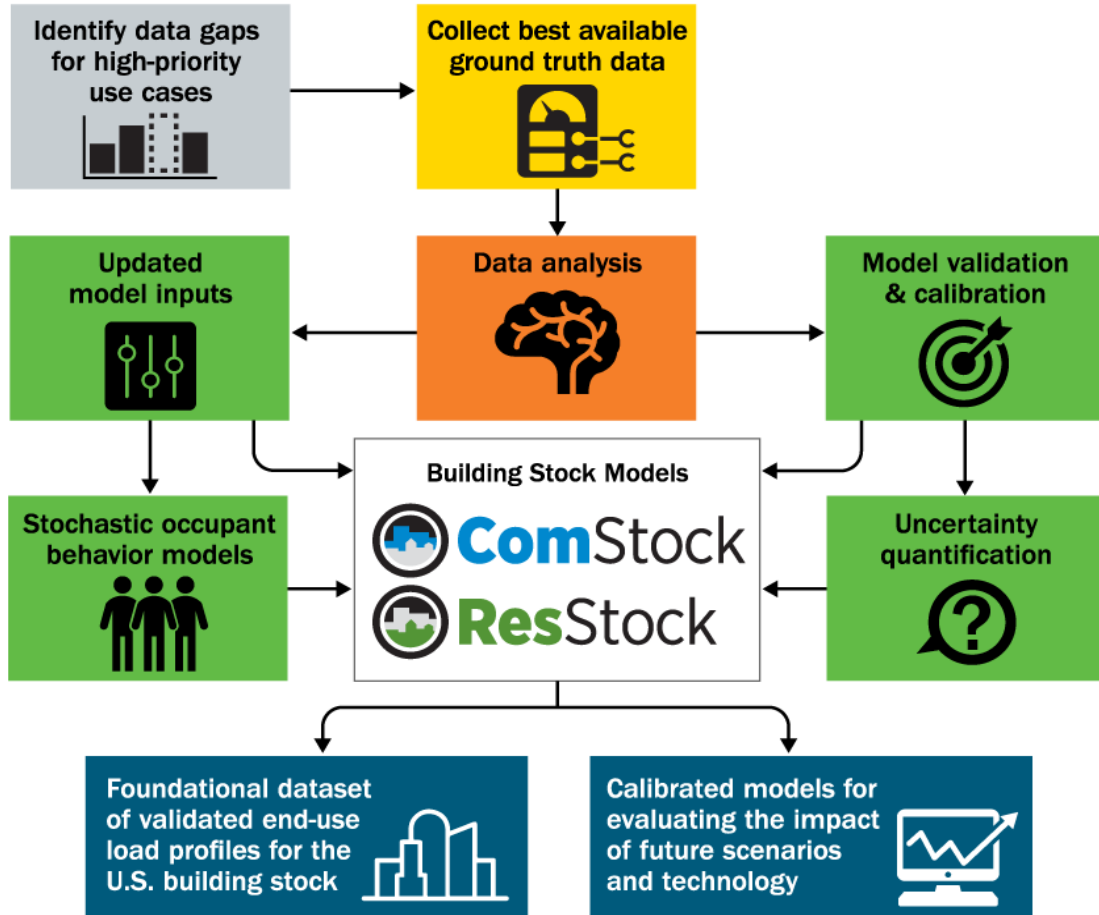 Identify data gaps
for high-priority
use cases
Collect best available
ground truth data
Updated
model inputs
Data analysis
Model validation
& calibration
Building Stock Models
ComStock
ResStock
Stochastic occupant
behavior models
Uncertainty
quantification
?
Foundational dataset
of validated end-use
load profiles for the
U.S. building stock
Calibrated models for
evaluating the impact
of future scenarios
and technology